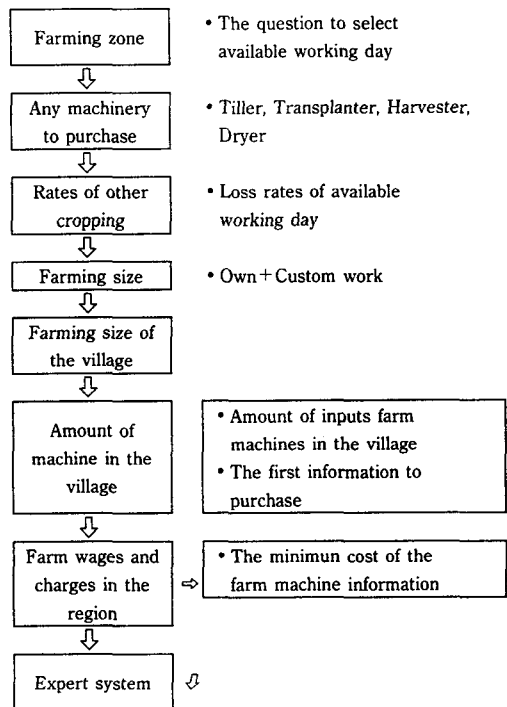 Farming zone
• The question to select
available working day
Any machinery
to purchase
• Tiller, Transplanter, Harvester,
Dryer
Rates of other
cropping
• Loss rates of available
working day
Farming size
• Own+Custom work
Farming size of
the village
Amount of
machine in the
village
• Amount of inputs farm
machines in the village
• The first information to
purchase
Farm wages and
charges in the
region
• The minimun cost of the
farm machine information
Expert system